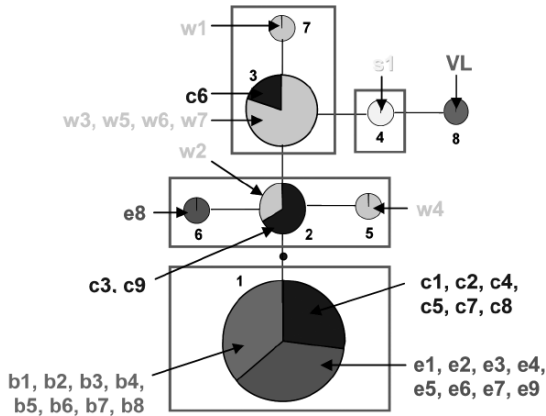 w1
7
3
c6
w3, w5, w6, w7
s1
VL
4
8
w2
e8
6
2
5
w4
c3. c9
1
c1, c2, c4,
c5, c7, c8
b1, b2, b3, b4,
b5, b6, b7, b8
e1, e2, e3, e4,
e5, e6, e7, e9